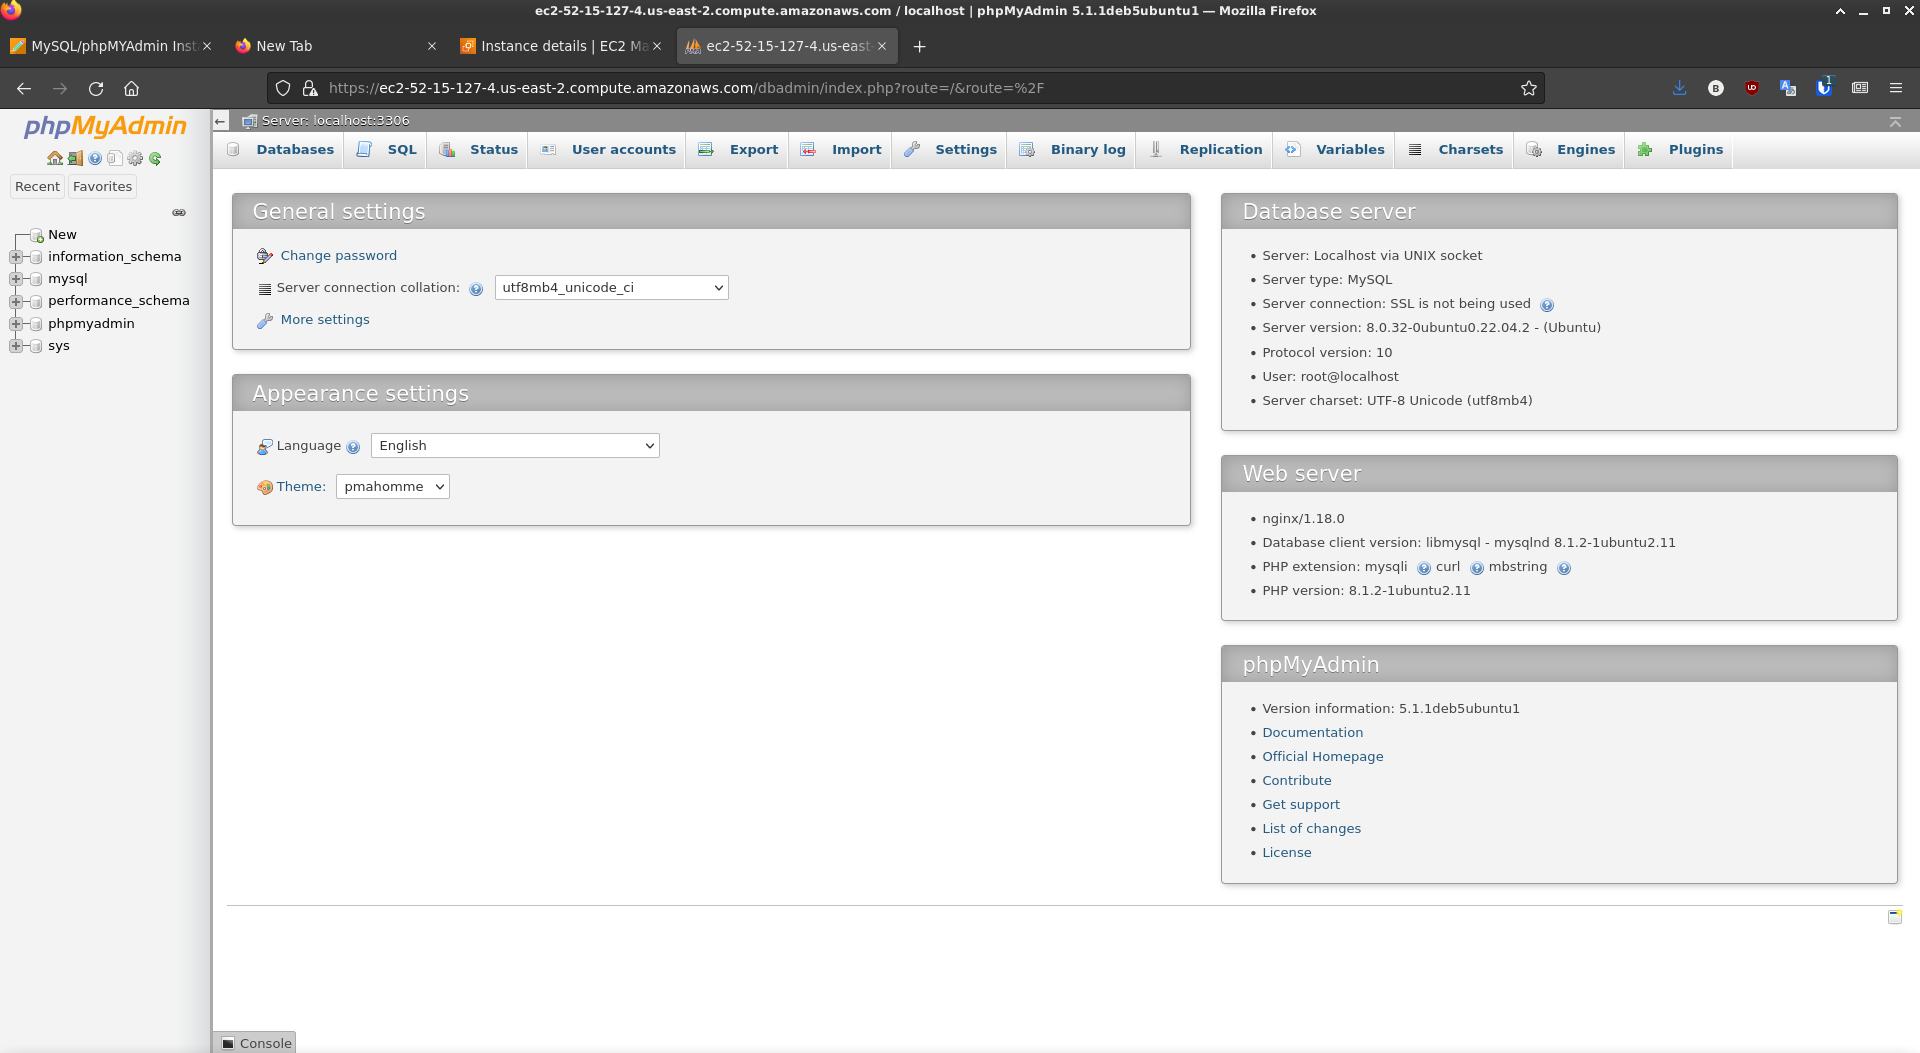 ec2-52-15-127-4.us-east-2.compute.amazonaws.com / localhost | phpMyAdmin 5.1.1deb5ubuntu1 — Mozilla Firefox
MySQL/phpMYAdmin Inst
New Tab
Instance details | EC2 Ma
ec2-52-15-127-4.us-east-
https://ec2-52-15-127-4.us-east-2.compute.amazonaws.com/dbadmin/index.php?route=/&route=%2F
1
phpMyAdmin
Recent
Favorites
New
information_schema
mysql
performance_schema
phpmyadmin
sys
Server: localhost:3306
Databases
SQL
Status
User accounts
Export
Import
Settings
Binary log
Replication
Variables
Charsets
Engines
Plugins
General settings
Change password
Server connection collation:
utf8mb4_unicode_ci
More settings
Appearance settings
Language
English
Theme:
pmahomme
Database server
Server: Localhost via UNIX socket
Server type: MySQL
Server connection: SSL is not being used
Server version: 8.0.32-0ubuntu0.22.04.2 - (Ubuntu)
Protocol version: 10
User: root@localhost
Server charset: UTF-8 Unicode (utf8mb4)
Web server
nginx/1.18.0
Database client version: libmysql - mysqlnd 8.1.2-1ubuntu2.11
PHP extension: mysqli curl mbstring
PHP version: 8.1.2-1ubuntu2.11
phpMyAdmin
Version information: 5.1.1deb5ubuntu1
Documentation
Official Homepage
Contribute
Get support
List of changes
License
Console